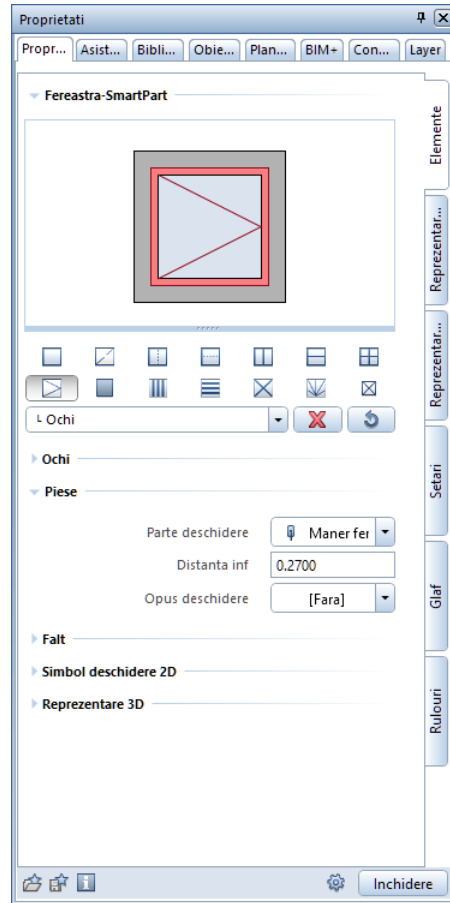 Proprietati
Propr... Asist... Bibli... Obie... Plan... BIM+ Con... Layer
Fereastra-SmartPart
Elemente
Reprezentar...
Reprezentar...
Setari
Glaf
Rulouri
└ Ochi
Ochi
Piese
Parte deschidere Maner fer
Distanta inf 0.2700
Opus deschidere [Fara]
Falt
Simbol deschidere 2D
Reprezentare 3D
Inchidere